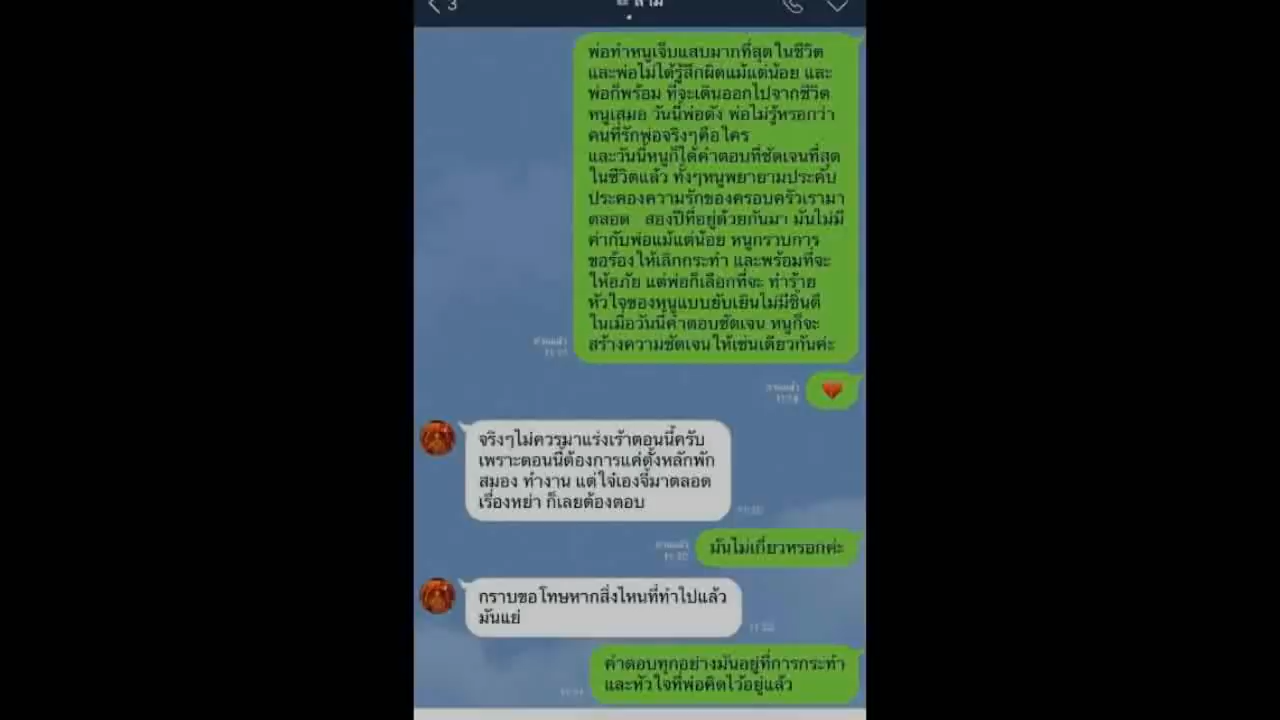 3
สามี
พ่อทำหนูเจ็บแสบมากที่สุดในชีวิต
และพ่อไม่ได้รู้สึกผิดแม้แต่น้อย และ
พ่อก็พร้อม ที่จะเดินออกไปจากชีวิต
หนูเสมอ วันนี้พ่อดัง พ่อไม่รู้หรอกว่า
คนที่รักพ่อจริงๆคือใคร
และวันนี้หนูก็ได้คำตอบที่ชัดเจนที่สุด
ในชีวิตแล้ว ทั้งๆหนูพยายามประคับ
ประคองความรักของครอบครัวเรามา
ตลอด สองปีที่อยู่ด้วยกันมา มันไม่มี
ค่ากับพ่อแม้แต่น้อย หนูกราบการ
ขอร้องให้เลิกกระทำ และพร้อมที่จะ
ให้อภัย แต่พ่อก็เลือกที่จะ ทำร้าย
หัวใจของหนูแบบยับเยินไม่มีชิ้นดี
ในเมื่อวันนี้คำตอบชัดเจน หนูก็จะ
สร้างความชัดเจนให้เช่นเดียวกันค่ะ
อ่านแล้ว
อ่านแล้ว
จริงๆไม่ควรมาแร่งเร้าตอนนี้ครับ
เพราะตอนนี้ต้องการแค่ตั้งหลักพัก
สมอง ทำงาน แต่ใจ๋เองจี้มาตลอด
เรื่องหย่า ก็เลยต้องตอบ
อ่านแล้ว
มันไม่เกี่ยวหรอกค่ะ
กราบขอโทษหากสิ่งไหนที่ทำไปแล้ว
มันแย่
คำตอบทุกอย่างมันอยู่ที่การกระทำ
และหัวใจที่พ่อคิดไว้อยู่แล้ว